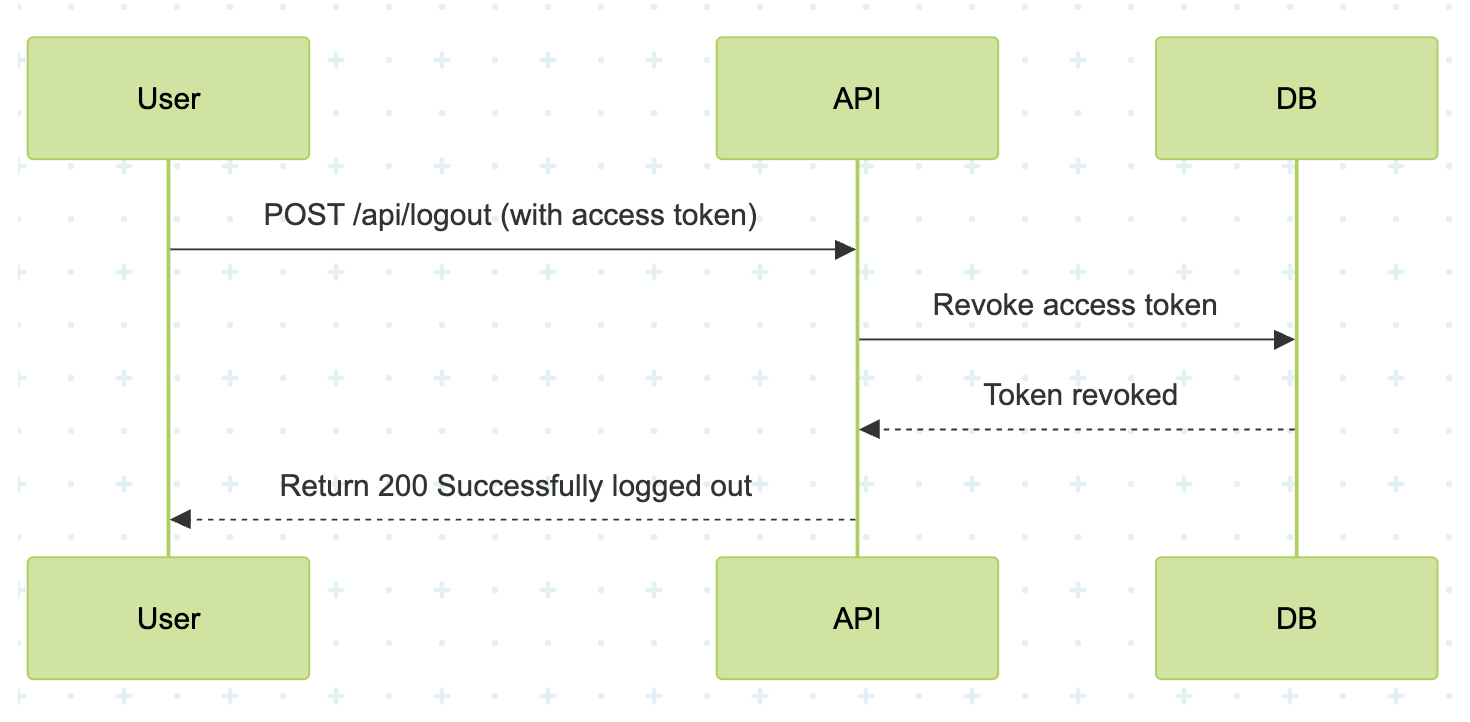 User
API
DB
POST /api/logout (with access token)
Revoke access token
Token revoked
Return 200 Successfully logged out
User
API
DB